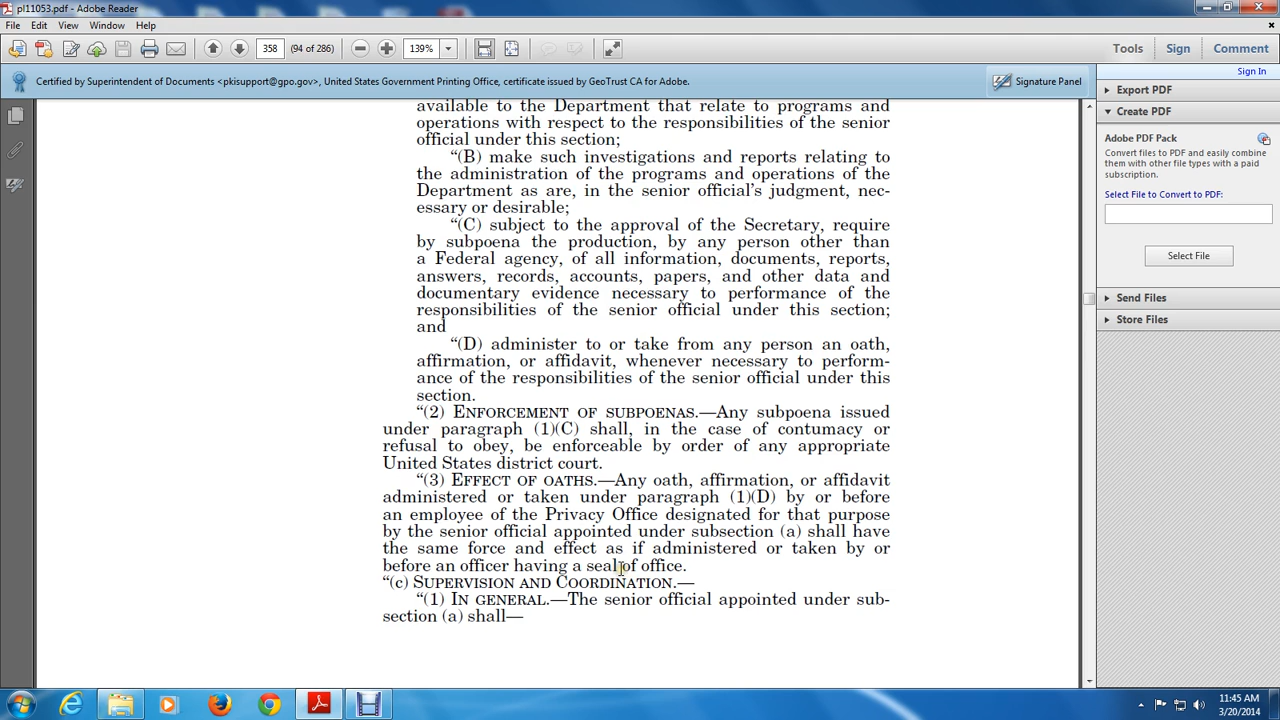 pl11053.pdf - Adobe Reader
File Edit View Window Help
358 (94 of 286) 139% Tools Sign Comment
Certified by Superintendent of Documents <pkisupport@gpo.gov>, United States Government Printing Office, certificate issued by GeoTrust CA for Adobe. Signature Panel
Sign In
Export PDF
Create PDF
Adobe PDF Pack
Convert files to PDF and easily combine
them with other file types with a paid
subscription.
Select File to Convert to PDF:
Select File
Send Files
Store Files
available to the Department that relate to programs and
operations with respect to the responsibilities of the senior
official under this section;
“(B) make such investigations and reports relating to
the administration of the programs and operations of the
Department as are, in the senior official’s judgment, nec-
essary or desirable;
“(C) subject to the approval of the Secretary, require
by subpoena the production, by any person other than
a Federal agency, of all information, documents, reports,
answers, records, accounts, papers, and other data and
documentary evidence necessary to performance of the
responsibilities of the senior official under this section;
and
“(D) administer to or take from any person an oath,
affirmation, or affidavit, whenever necessary to perform-
ance of the responsibilities of the senior official under this
section.
“(2) ENFORCEMENT OF SUBPOENAS.—Any subpoena issued
under paragraph (1)(C) shall, in the case of contumacy or
refusal to obey, be enforceable by order of any appropriate
United States district court.
“(3) EFFECT OF OATHS.—Any oath, affirmation, or affidavit
administered or taken under paragraph (1)(D) by or before
an employee of the Privacy Office designated for that purpose
by the senior official appointed under subsection (a) shall have
the same force and effect as if administered or taken by or
before an officer having a seal of office.
“(c) SUPERVISION AND COORDINATION.—
“(1) IN GENERAL.—The senior official appointed under sub-
section (a) shall—
11:45 AM
3/20/2014